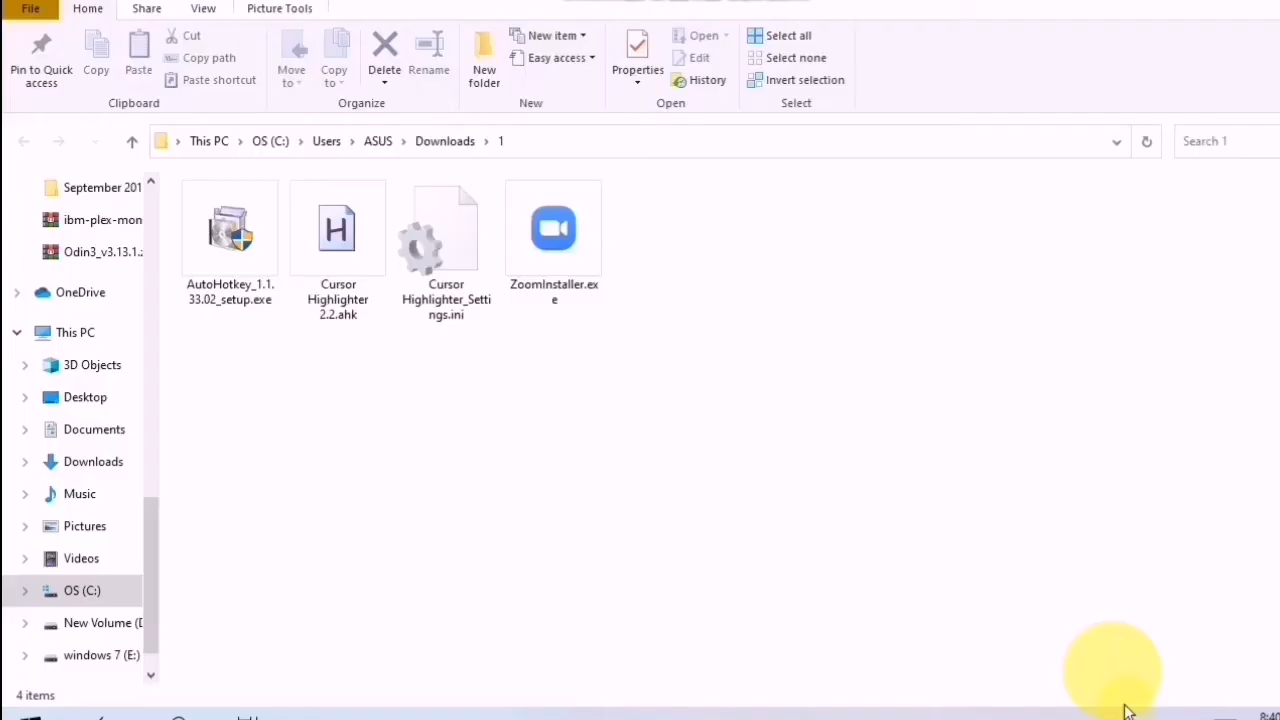 File Home Share View Picture Tools
Pin to Quick access
Copy
Paste
Cut
Copy path
Paste shortcut
Clipboard
Move to
Copy to
Delete
Rename
Organize
New folder
New item
Easy access
New
Properties
Open
Edit
History
Open
Select all
Select none
Invert selection
Select
This PC › OS (C:) › Users › ASUS › Downloads › 1
Search 1
September 201
ibm-plex-mon
Odin3_v3.13.1.z
OneDrive
This PC
3D Objects
Desktop
Documents
Downloads
Music
Pictures
Videos
OS (C:)
New Volume (D
windows 7 (E:)
AutoHotkey_1.1.
33.02_setup.exe
Cursor
Highlighter
2.2.ahk
Cursor
Highlighter_Setti
ngs.ini
ZoomInstaller.ex
e
4 items
8:40